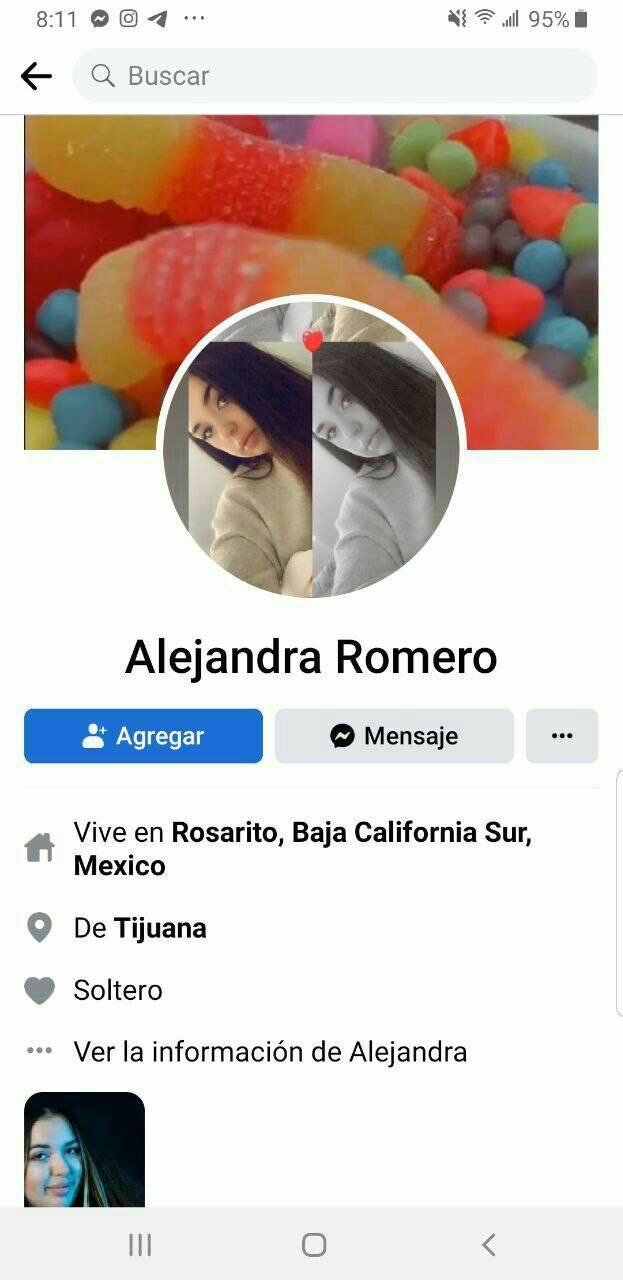 8:11
95%
Buscar
Alejandra Romero
Agregar
Mensaje
Vive en Rosarito, Baja California Sur,
Mexico
De Tijuana
Soltero
Ver la información de Alejandra